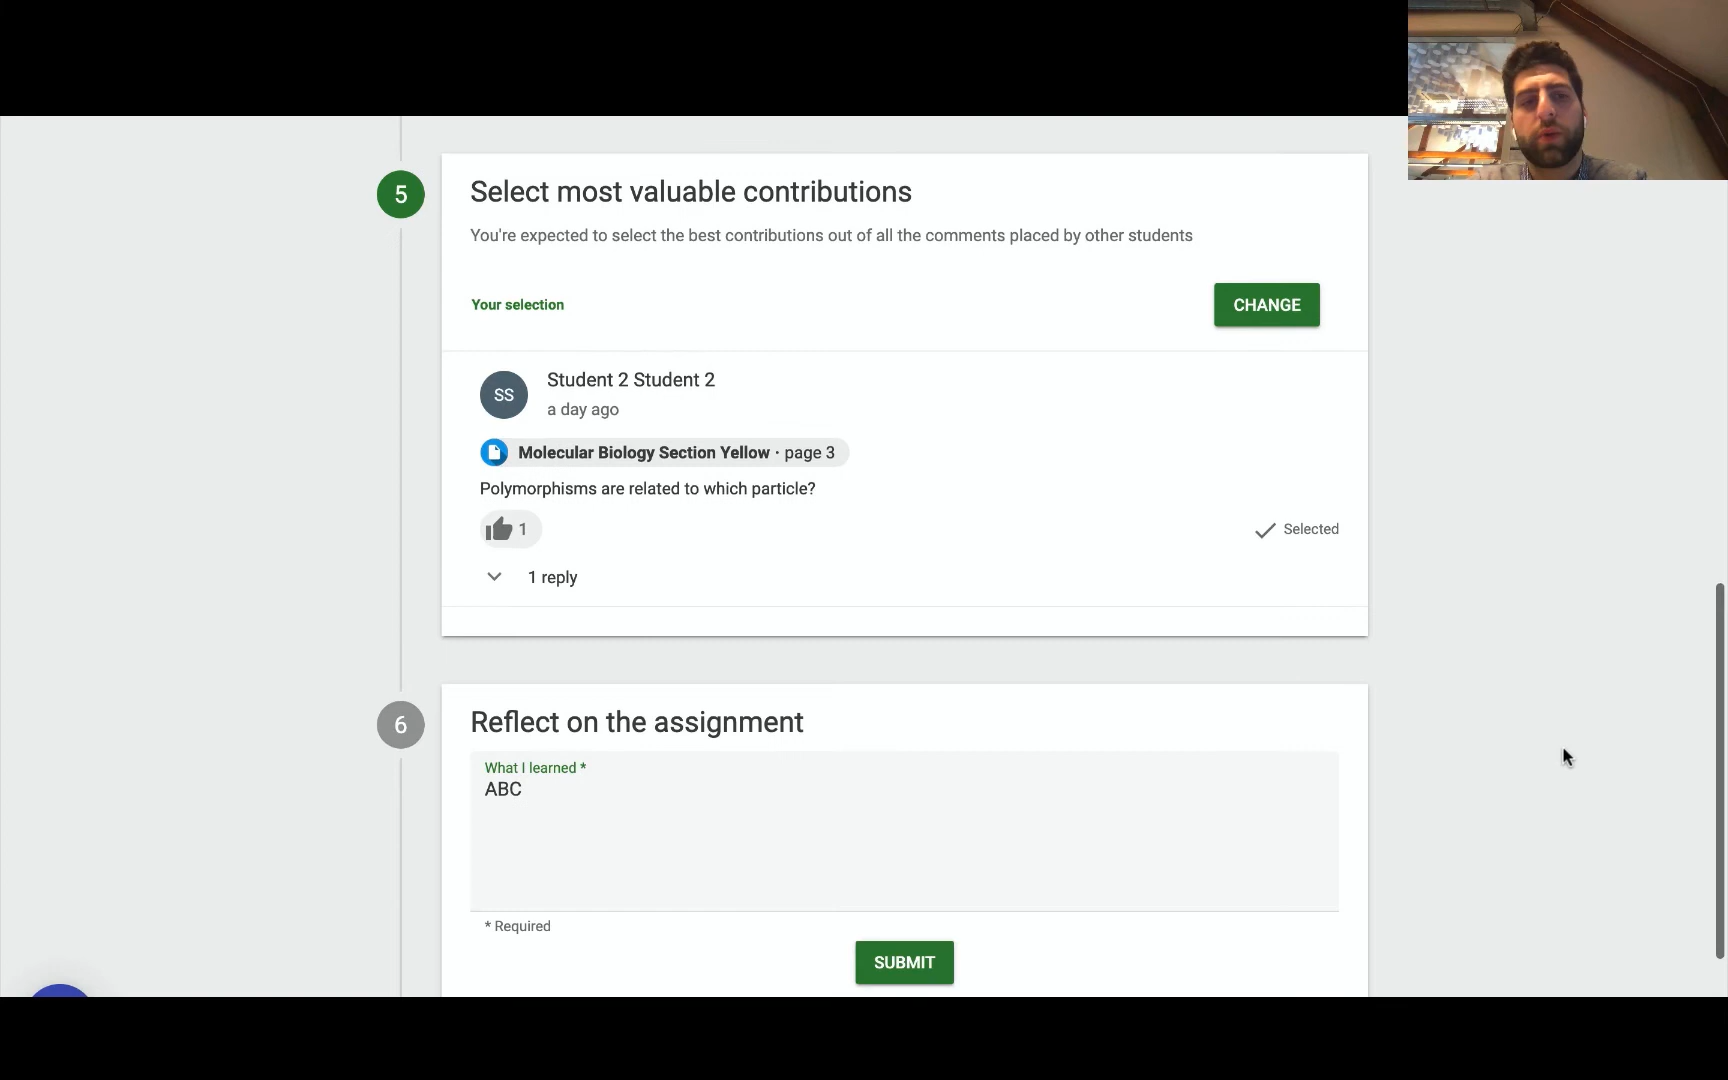 5
Select most valuable contributions
You're expected to select the best contributions out of all the comments placed by other students
Your selection
CHANGE
SS
Student 2 Student 2
a day ago
Molecular Biology Section Yellow · page 3
Polymorphisms are related to which particle?
1
Selected
1 reply
6
Reflect on the assignment
What I learned *
ABC
* Required
SUBMIT